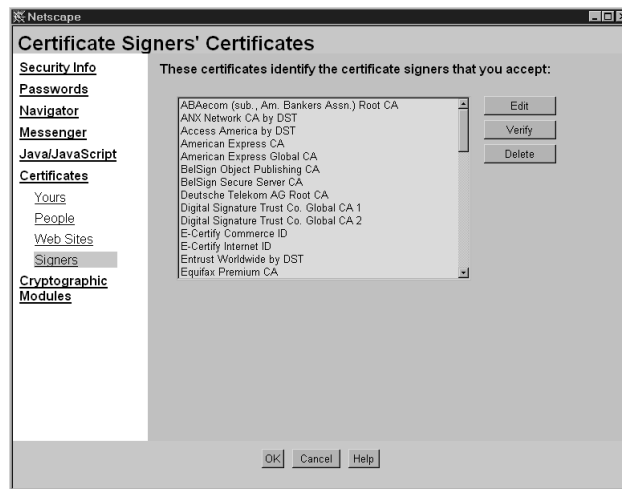 Netscape
Certificate Signers' Certificates
Security Info
Passwords
Navigator
Messenger
Java/JavaScript
Certificates
Yours
People
Web Sites
Signers
Cryptographic
Modules
These certificates identify the certificate signers that you accept:
ABAecom (sub., Am. Bankers Assn.) Root CA
ANX Network CA by DST
Access America by DST
American Express CA
American Express Global CA
BelSign Object Publishing CA
BelSign Secure Server CA
Deutsche Telekom AG Root CA
Digital Signature Trust Co. Global CA 1
Digital Signature Trust Co. Global CA 2
E-Certify Commerce ID
E-Certify Internet ID
Entrust Worldwide by DST
Equifax Premium CA
Edit
Verify
Delete
OK Cancel Help